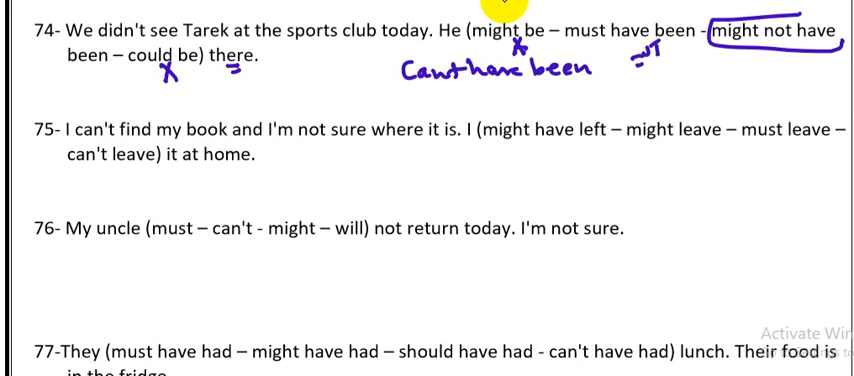 74- We didn't see Tarek at the sports club today. He (might be – must have been - might not have
been – could be) there.
Can't have been
75- I can't find my book and I'm not sure where it is. I (might have left – might leave – must leave –
can't leave) it at home.
76- My uncle (must – can't - might – will) not return today. I'm not sure.
Activate Win
77-They (must have had – might have had – should have had - can't have had) lunch. Their food is
in the fridge.